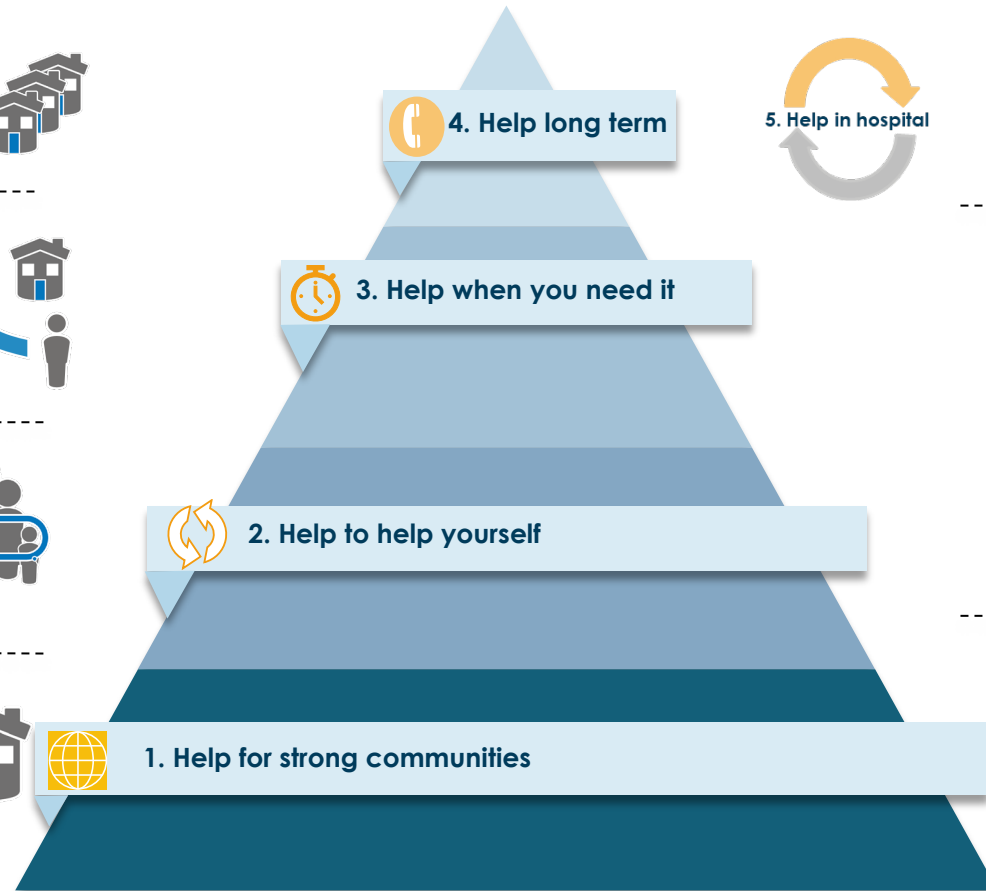 4. Help long term
5. Help in hospital
3. Help when you need it
2. Help to help yourself
1. Help for strong communities